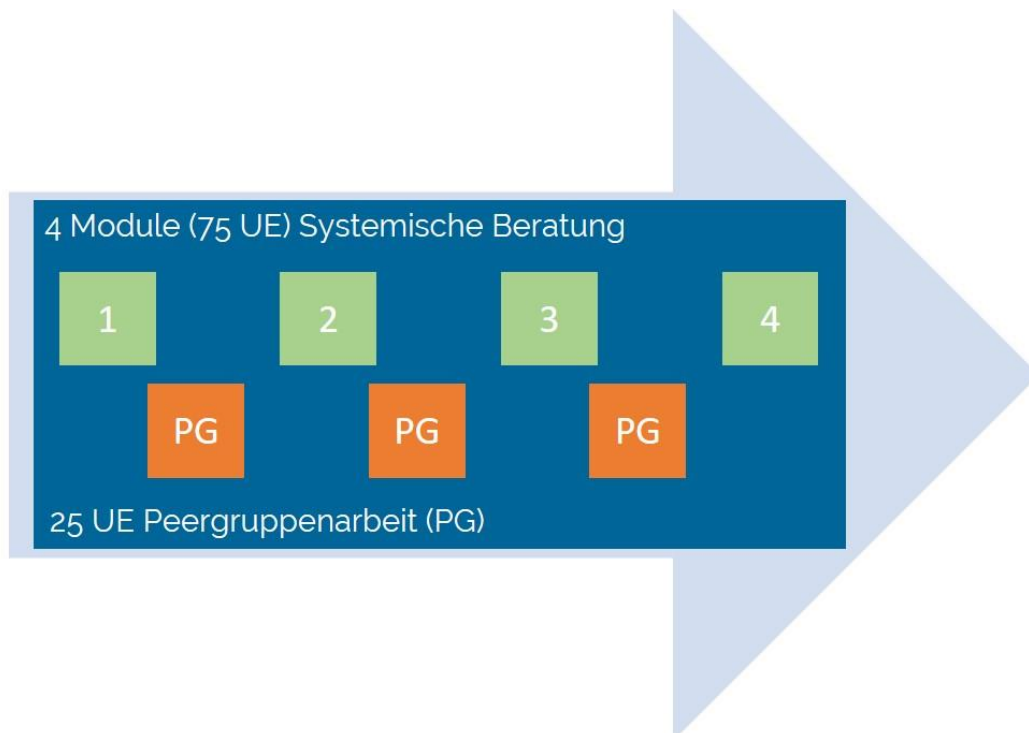 4 Module (75 UE) Systemische Beratung
1 2 3 4
PG PG PG
25 UE Peergruppenarbeit (PG)